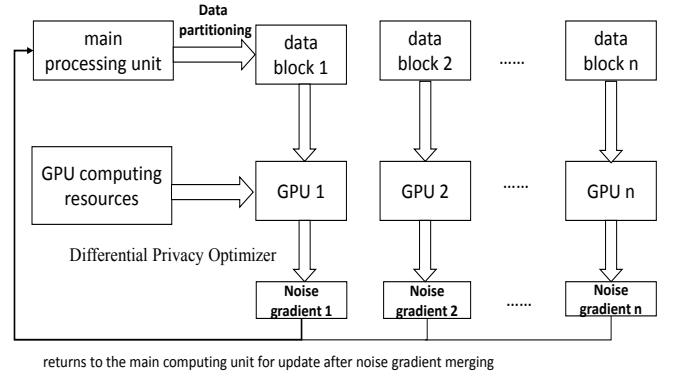 Data
partitioning
main
processing unit
data
block 1
data
block 2
......
data
block n
GPU computing
resources
GPU 1
GPU 2
......
GPU n
Differential Privacy Optimizer
Noise
gradient 1
Noise
gradient 2
......
Noise
gradient n
returns to the main computing unit for update after noise gradient merging